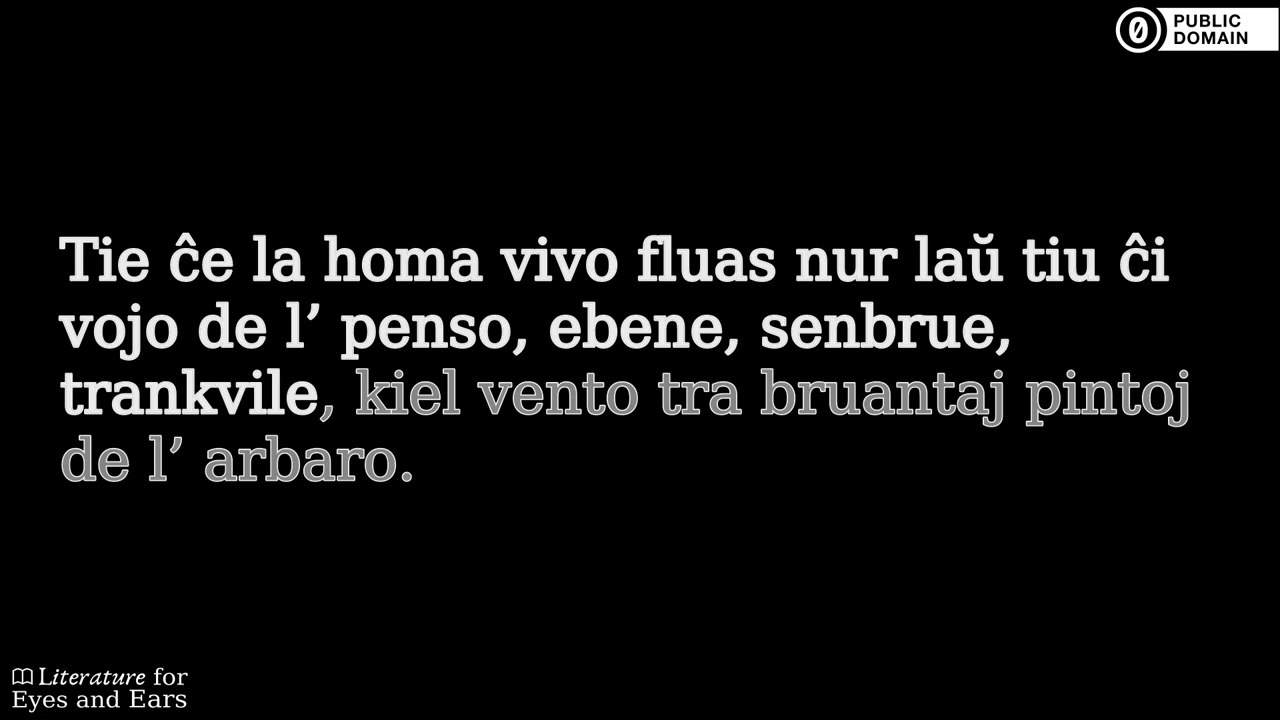 PUBLIC
DOMAIN
Tie ĉe la homa vivo fluas nur laŭ tiu ĉi
vojo de l’ penso, ebene, senbrue,
trankvile, kiel vento tra bruantaj pintoj
de l’ arbaro.
Literature for
Eyes and Ears